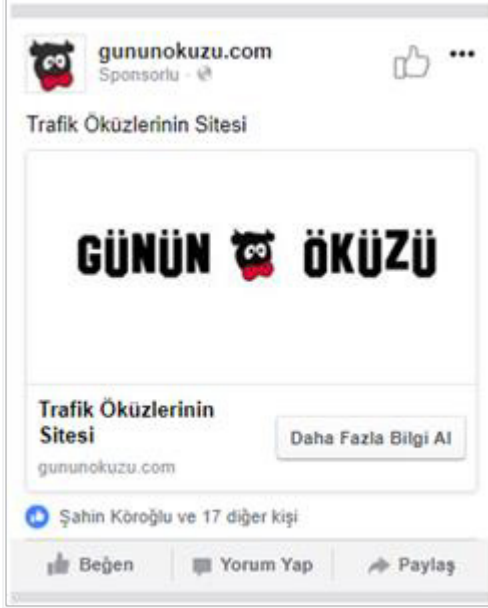 gununokuzu.com
Sponsorlu ·
Trafik Öküzlerinin Sitesi
GÜNÜN ÖKÜZÜ
Trafik Öküzlerinin
Sitesi
Daha Fazla Bilgi Al
gununokuzu.com
Şahin Köroğlu ve 17 diğer kişi
Beğen Yorum Yap Paylaş